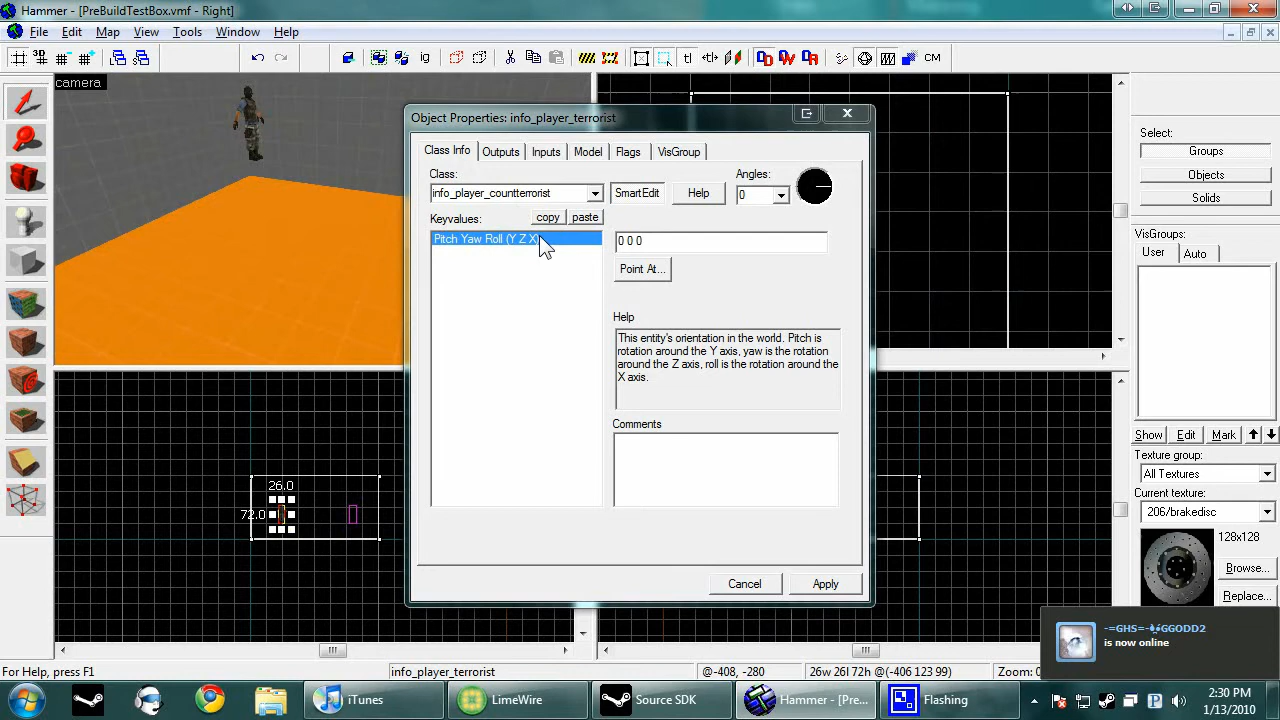 Hammer - [PreBuildTestBox.vmf - Right]
File Edit Map View Tools Window Help
3D
ig
tl
CM
camera
Object Properties: info_player_terrorist
Class Info Outputs Inputs Model Flags VisGroup
Class:
info_player_counterterrorist
SmartEdit
Help
Angles:
0
Keyvalues:
copy
paste
Pitch Yaw Roll (Y Z X)
0 0 0
Point At...
Help
This entity's orientation in the world. Pitch is
rotation around the Y axis, yaw is the rotation
around the Z axis, roll is the rotation around the
X axis.
Comments
Cancel
Apply
26.0
72.0
Select:
Groups
Objects
Solids
VisGroups:
User Auto
Show Edit Mark
Texture group:
All Textures
Current texture:
206/brakedisc
128x128
Browse...
Replace...
GGODD2
is now online
For Help, press F1
info_player_terrorist
@-408, -280
26w 26l 72h @(-406 123 99)
Zoom: 0
iTunes
LimeWire
Source SDK
Hammer - [Pre...
Flashing
2:30 PM
1/13/2010